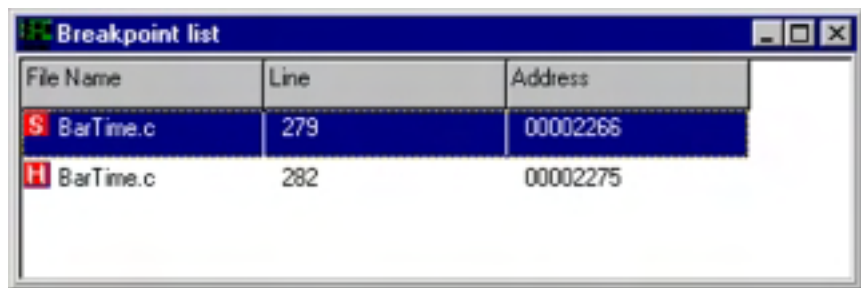 Breakpoint list
File Name Line Address
S BarTime.c 279 00002266
H BarTime.c 282 00002275